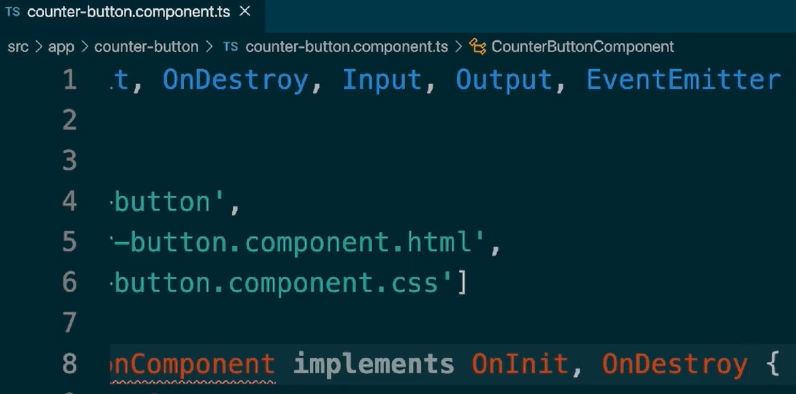 TS counter-button.component.ts ×
src > app > counter-button > TS counter-button.component.ts > CounterButtonComponent
1 t, OnDestroy, Input, Output, EventEmitter
2
3
4 -button',
5 -button.component.html',
6 -button.component.css']
7
8 onComponent implements OnInit, OnDestroy {